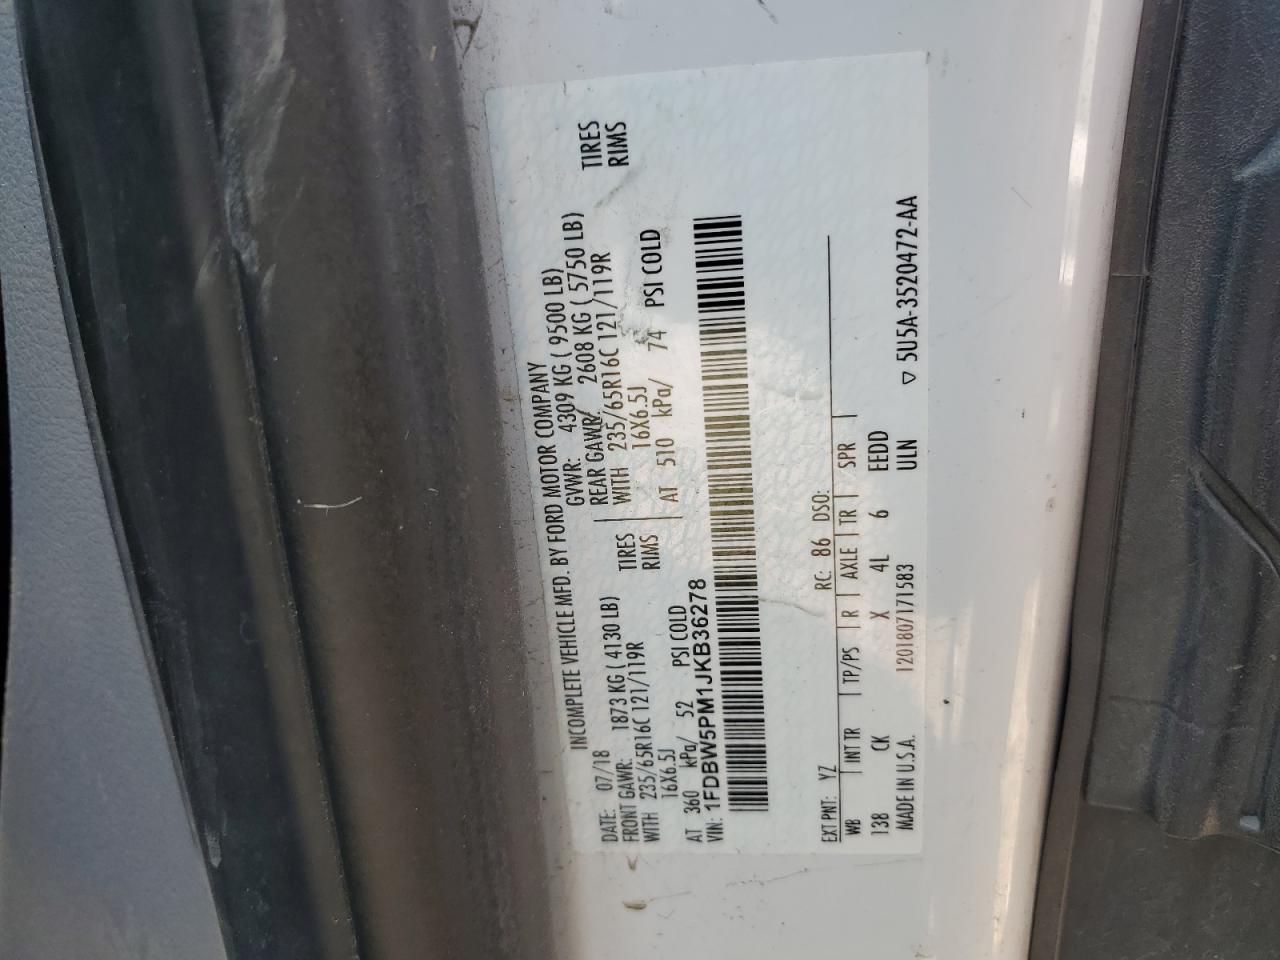 INCOMPLETE VEHICLE MFD. BY FORD MOTOR COMPANY
DATE: 07/18 GVWR: 4309 KG ( 9500 LB)
FRONT GAWR: 1873 KG ( 4130 LB) REAR GAWR: 2608 KG ( 5750 LB)
WITH 235/65R16C 121/119R TIRES WITH 235/65R16C 121/119R TIRES
16X6.5J RIMS 16X6.5J RIMS
AT 360 kPa/ 52 PSI COLD AT 510 kPa/ 74 PSI COLD
VIN: 1FDBW5PM1JKB36278
EXT PNT: YZ RC: 86 DSO:
WB INT TR TP/PS R AXLE TR SPR
138 CK X 4L 6 EEDD
MADE IN U.S.A. 1201807171583 ULN ▽ 5U5A-3520472-AA